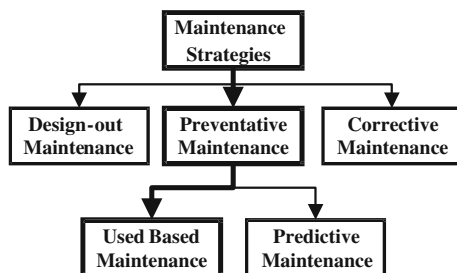 Maintenance
Strategies
Design-out
Maintenance
Preventative
Maintenance
Corrective
Maintenance
Used Based
Maintenance
Predictive
Maintenance